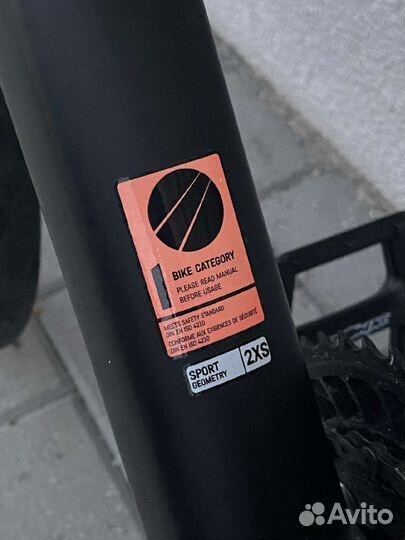 BIKE CATEGORY
PLEASE READ MANUAL
BEFORE USAGE
MEETS SAFETY STANDARD
DIN EN ISO 4210
CONFORME AUX EXIGENCES DE SÉCURITÉ
DIN EN ISO 4210
SPORT
GEOMETRY
2XS
Avito